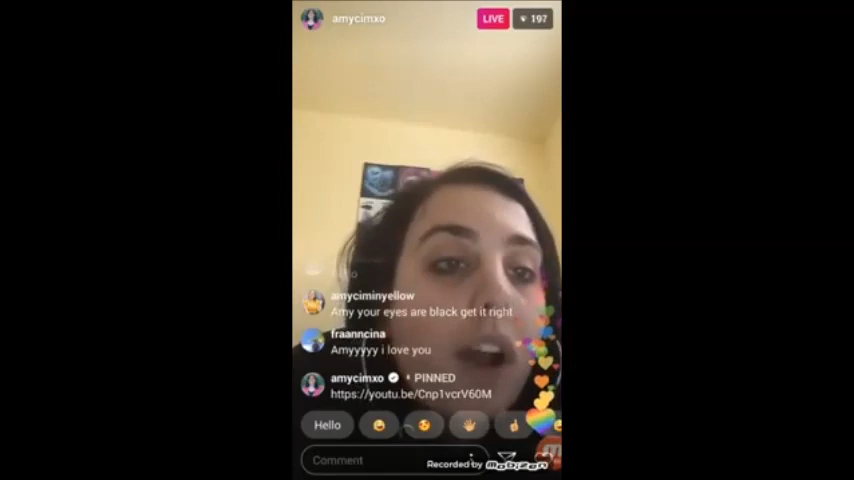 amycimxo
LIVE
197
amyciminyellow
Amy your eyes are black get it right
fraanncina
Amyyyyy i love you
amycimxo PINNED
https://youtu.be/Cnp1vcrV60M
Hello
Comment
Recorded by mobizen